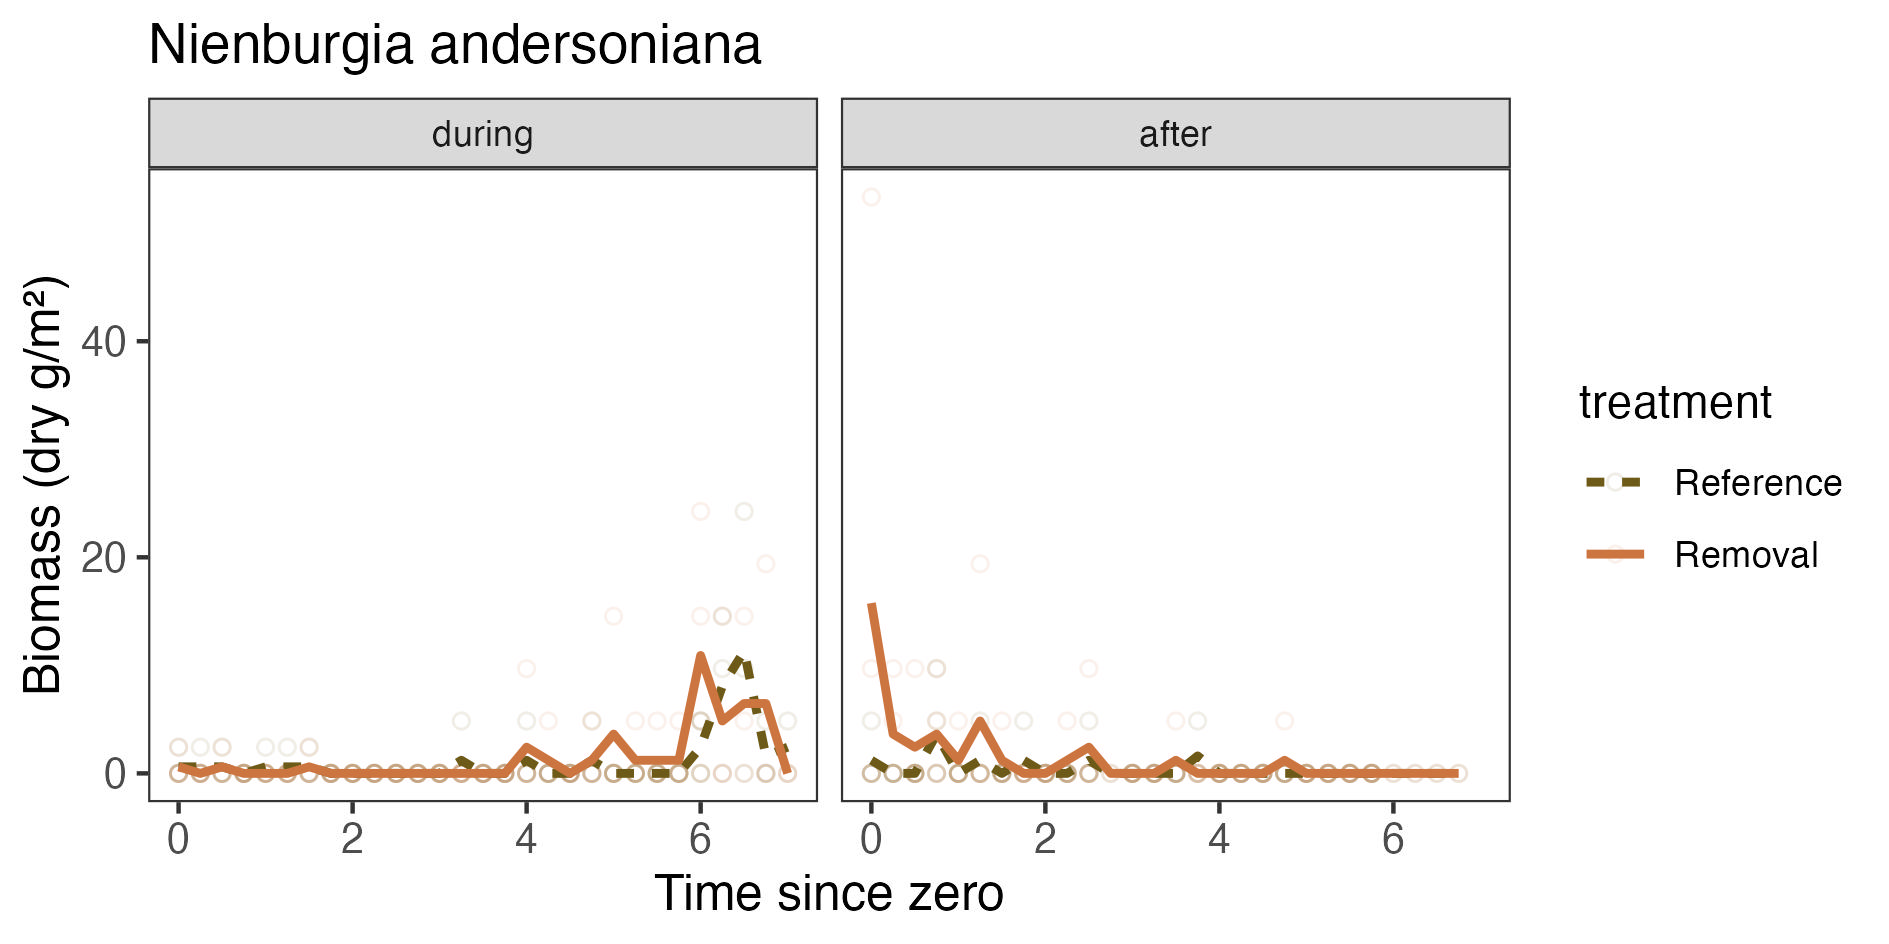 Nienburgia andersoniana
during
after
Biomass (dry g/m²)
40
20
0
0 2 4 6
0 2 4 6
Time since zero
treatment
Reference
Removal